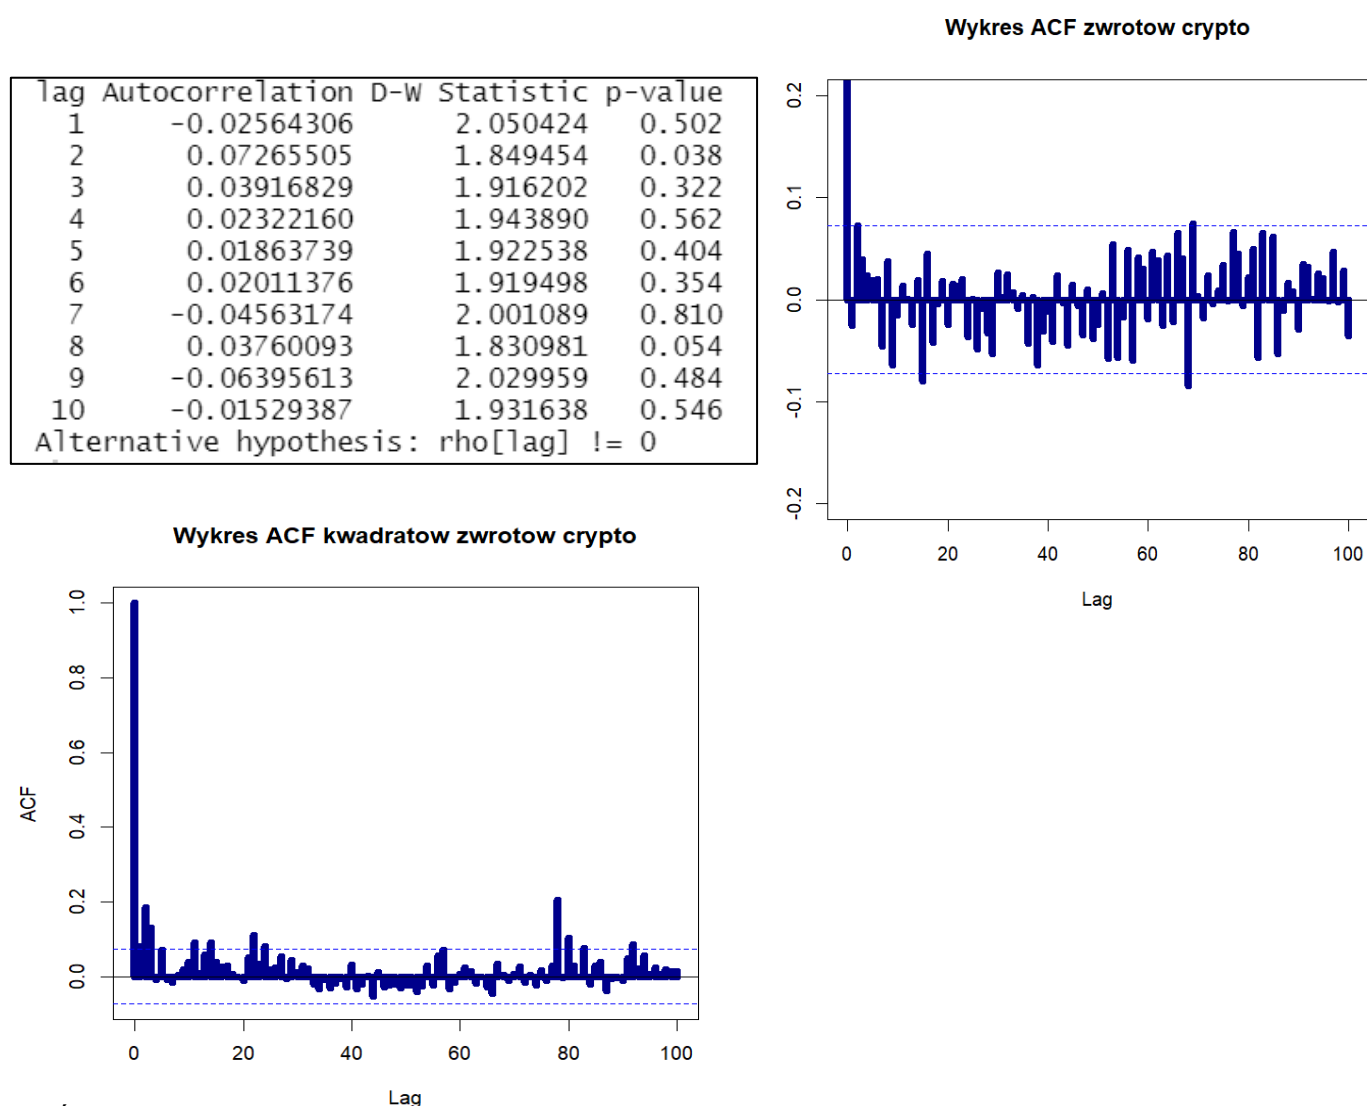 Wykres ACF zwrotow crypto
lag Autocorrelation D-W Statistic p-value
1 -0.02564306 2.050424 0.502
2 0.07265505 1.849454 0.038
3 0.03916829 1.916202 0.322
4 0.02322160 1.943890 0.562
5 0.01863739 1.922538 0.404
6 0.02011376 1.919498 0.354
7 -0.04563174 2.001089 0.810
8 0.03760093 1.830981 0.054
9 -0.06395613 2.029959 0.484
10 -0.01529387 1.931638 0.546
Alternative hypothesis: rho[lag] != 0
0.2
0.1
0.0
-0.1
-0.2
0 20 40 60 80 100
Lag
Wykres ACF kwadratow zwrotow crypto
ACF
1.0
0.8
0.6
0.4
0.2
0.0
0 20 40 60 80 100
Lag